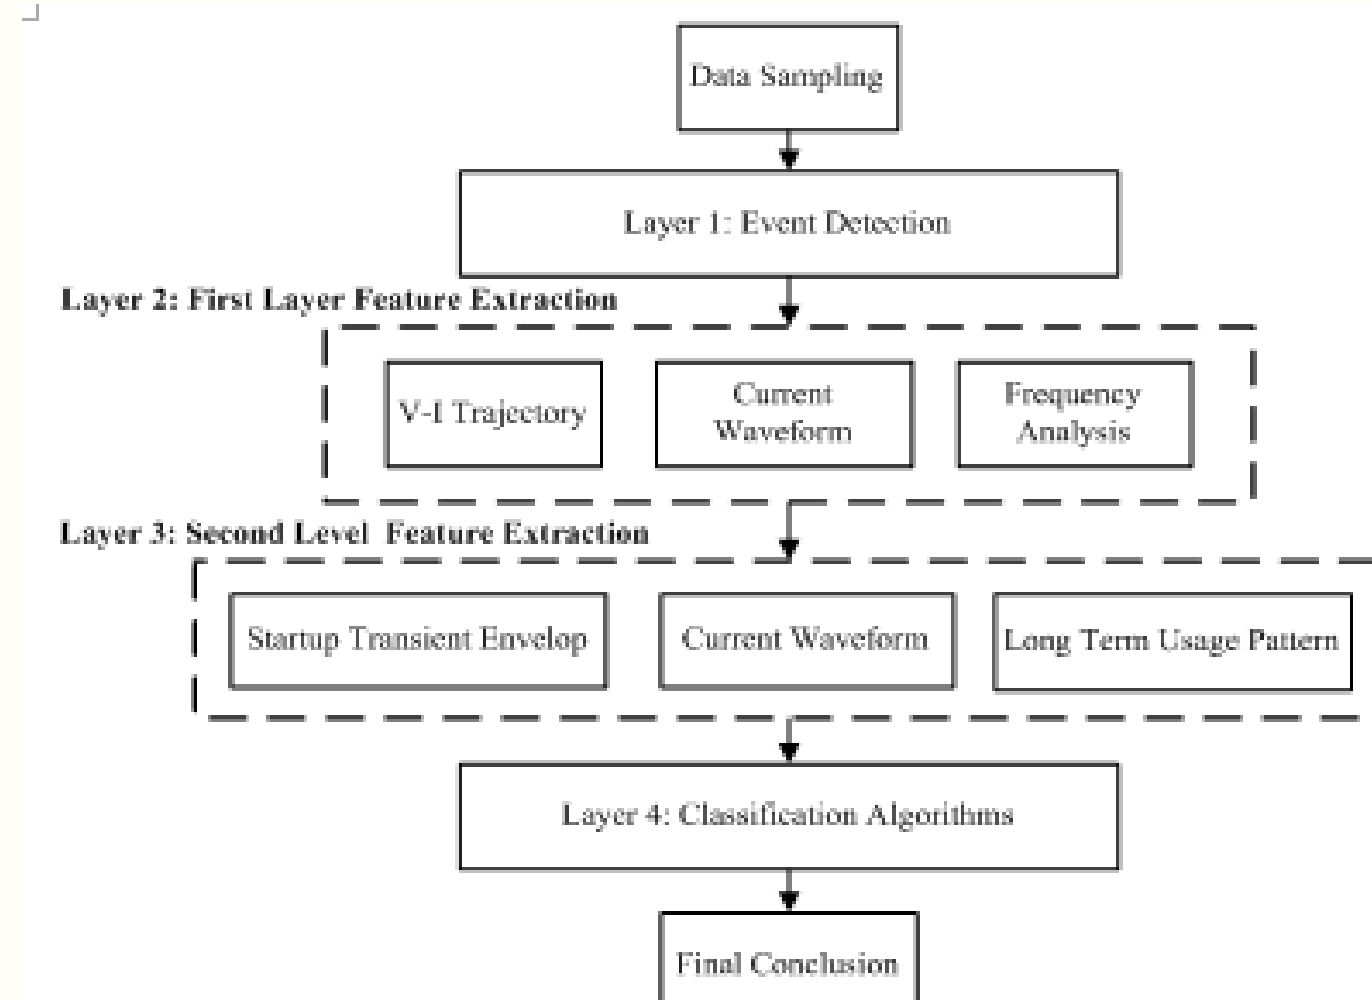 Data Sampling
Layer 1: Event Detection
Layer 2: First Layer Feature Extraction
V-I Trajectory
Current
Waveform
Frequency
Analysis
Layer 3: Second Level Feature Extraction
Startup Transient Envelop
Current Waveform
Long Term Usage Pattern
Layer 4: Classification Algorithms
Final Conclusion